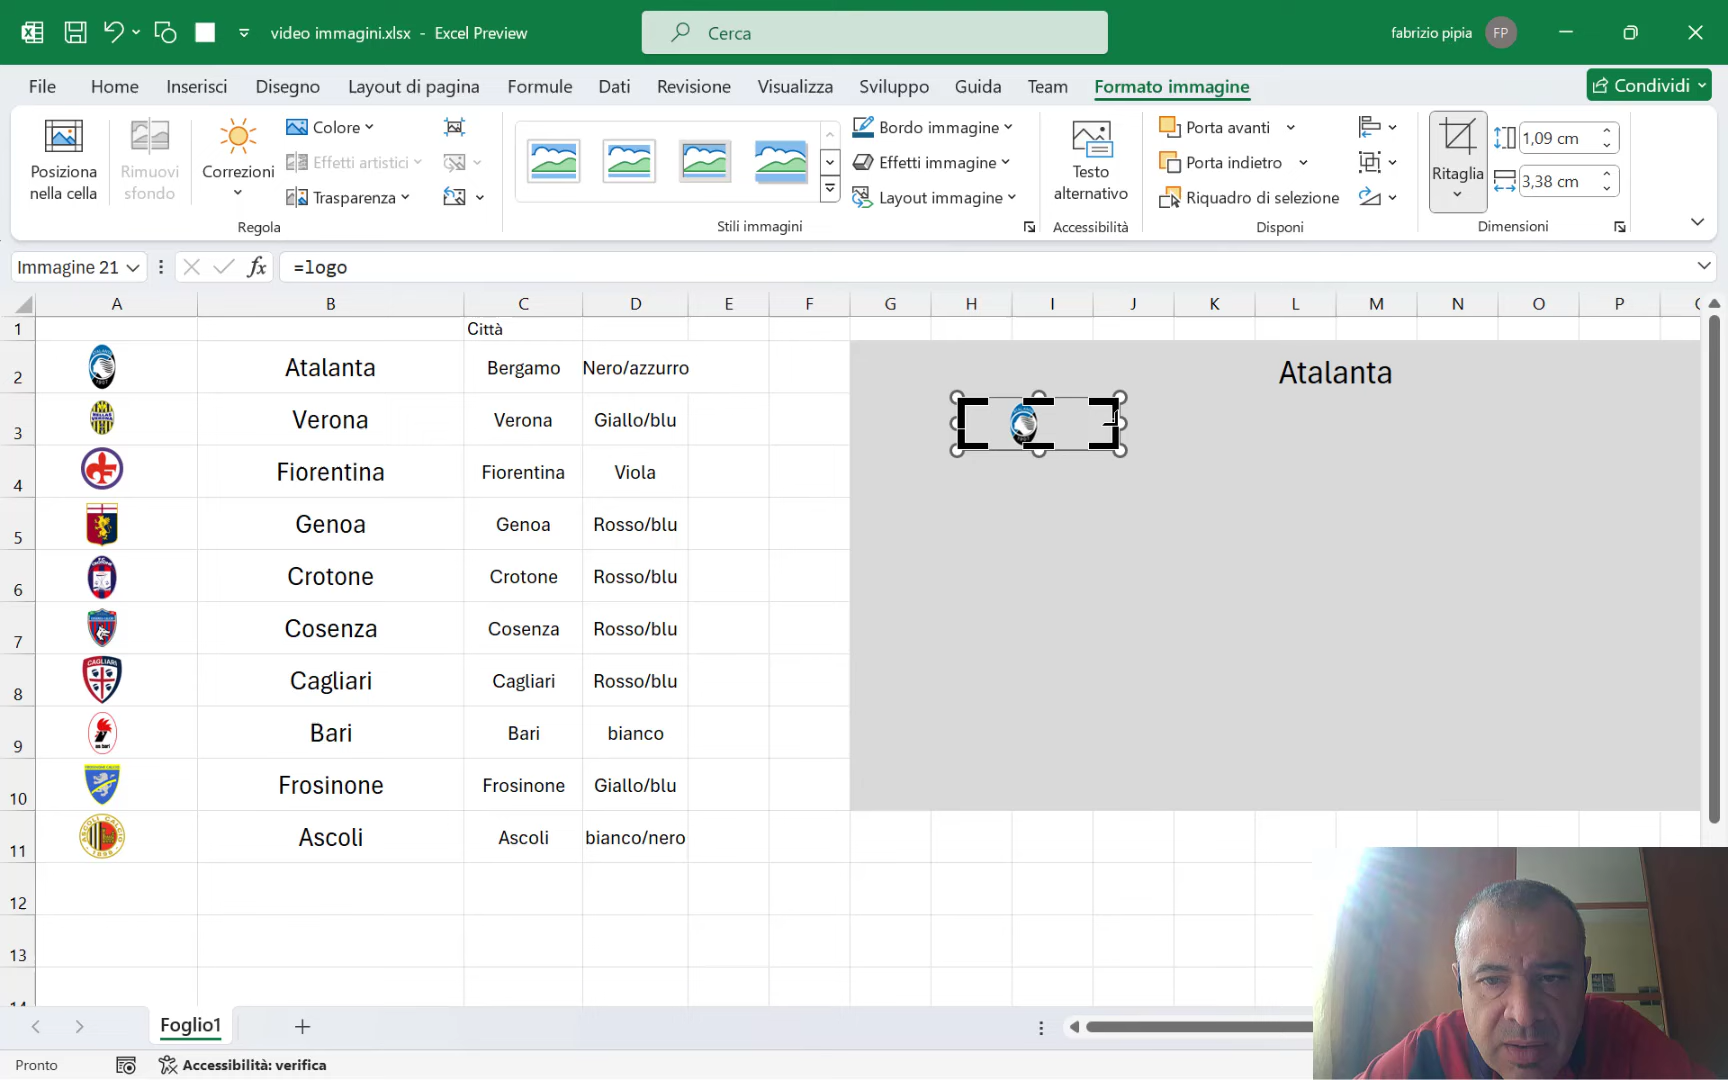 video immagini.xlsx - Excel Preview
Cerca
fabrizio pipia FP
File Home Inserisci Disegno Layout di pagina Formule Dati Revisione Visualizza Sviluppo Guida Team Formato immagine Condividi
Posiziona nella cella
Rimuovi sfondo
Correzioni
Colore
Effetti artistici
Trasparenza
Regola
Stili immagini
Bordo immagine
Effetti immagine
Layout immagine
Testo alternativo
Accessibilità
Porta avanti
Porta indietro
Riquadro di selezione
Disponi
Ritaglia
1,09 cm
3,38 cm
Dimensioni
Immagine 21 fx =logo
A B C D E F G H I J K L M N O P
1 Città
2 Atalanta Bergamo Nero/azzurro Atalanta
3 Verona Verona Giallo/blu
4 Fiorentina Fiorentina Viola
5 Genoa Genoa Rosso/blu
6 Crotone Crotone Rosso/blu
7 Cosenza Cosenza Rosso/blu
8 CAGLIARI Cagliari Cagliari Rosso/blu
9 Bari Bari bianco
10 Frosinone Frosinone Giallo/blu
11 Ascoli Ascoli bianco/nero
12
13
Foglio1
Pronto Accessibilità: verifica